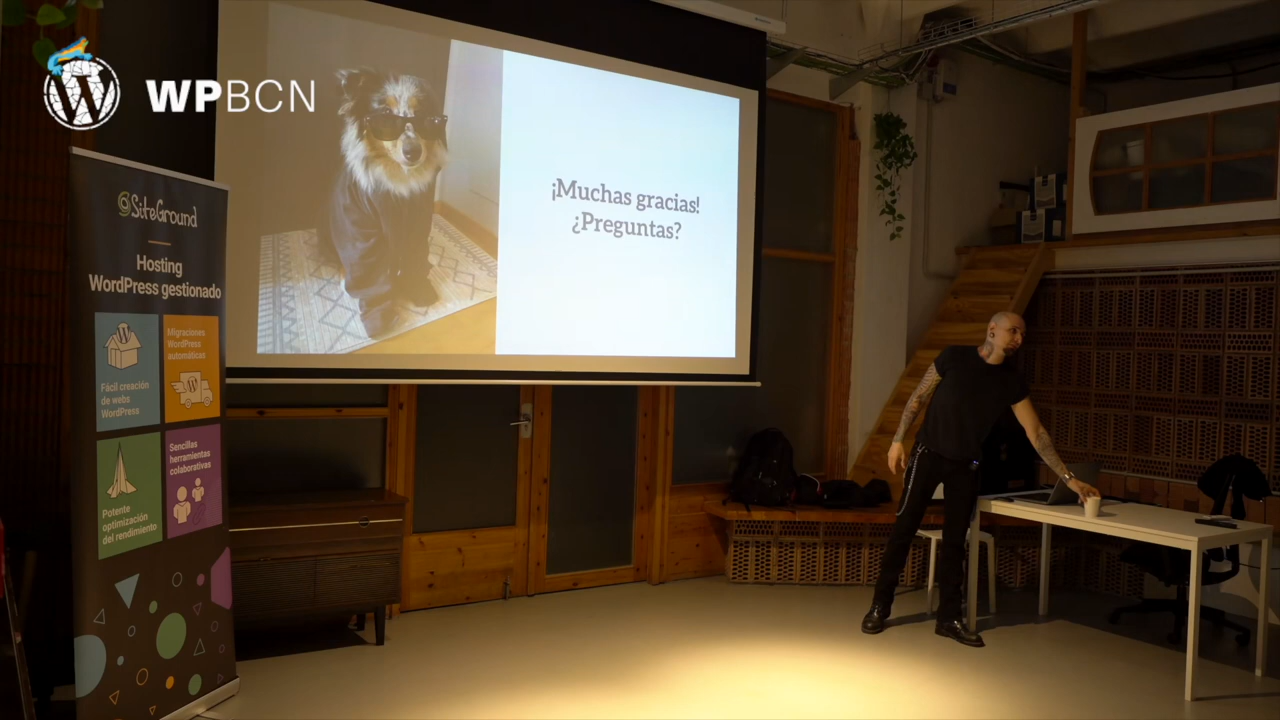 WPBCN
SiteGround
Hosting
WordPress gestionado
Fácil creación
de webs
WordPress
Migraciones
WordPress
automáticas
Potente
optimización
del rendimiento
Sencillas
herramientas
colaborativas
¡Muchas gracias!
¿Preguntas?